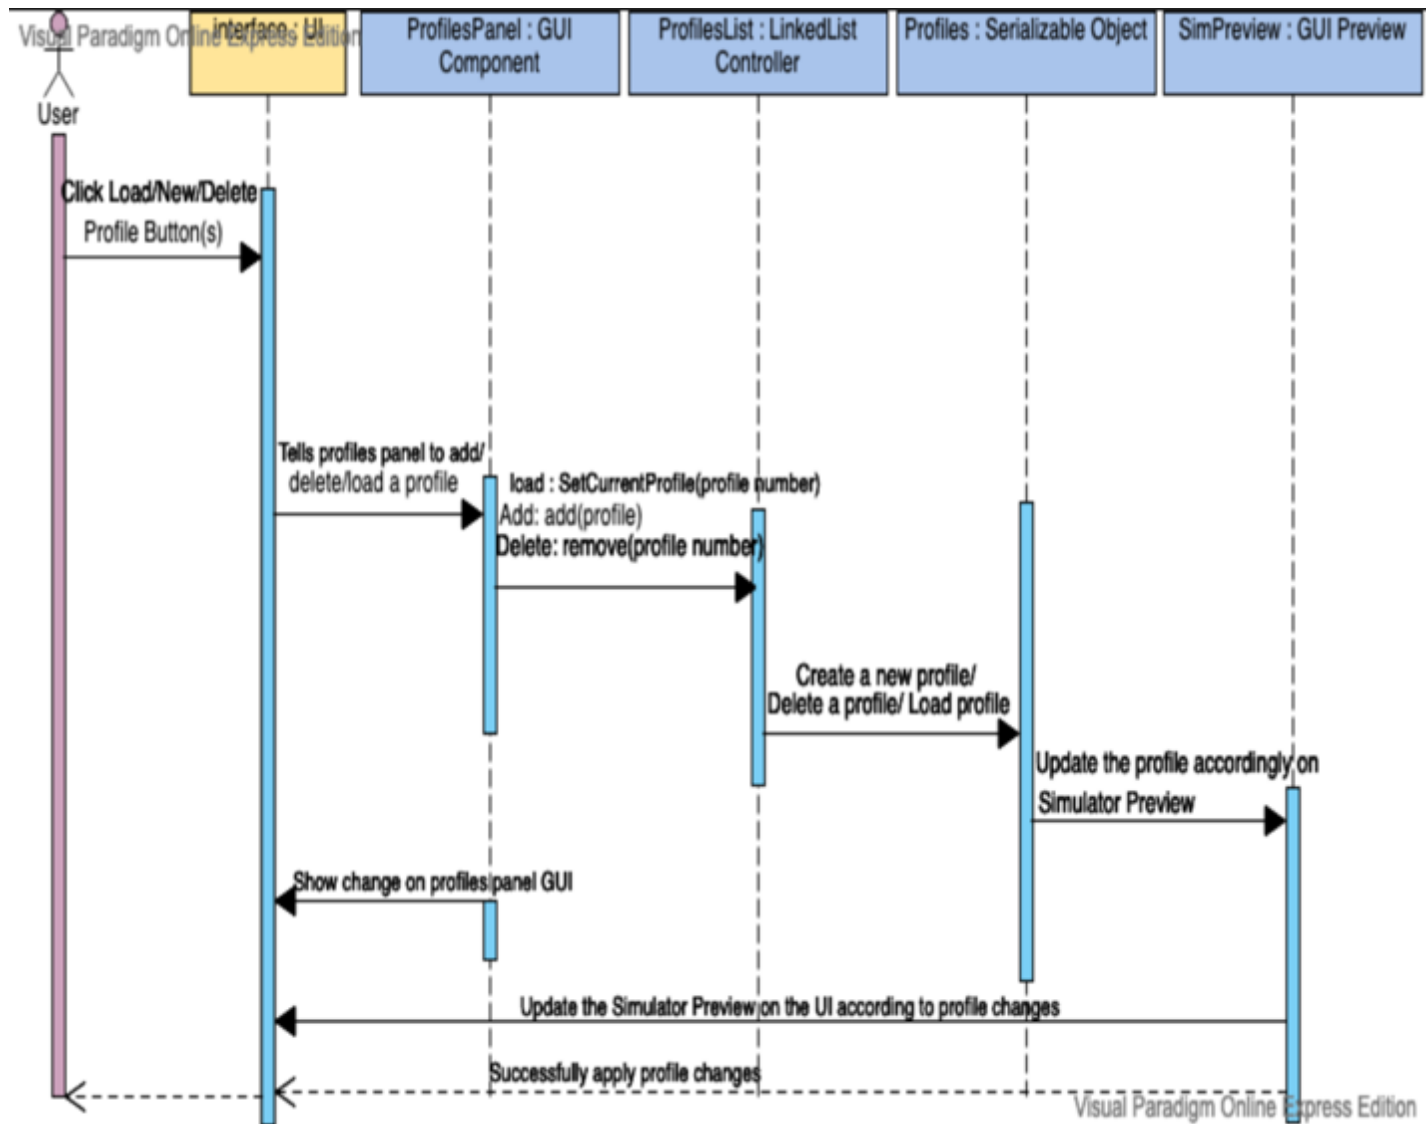 Visual Paradigm Online Express Edition
interface : UI
ProfilesPanel : GUI
Component
ProfilesList : LinkedList
Controller
Profiles : Serializable Object
SimPreview : GUI Preview
User
Click Load/New/Delete
Profile Button(s)
Tells profiles panel to add/
delete/load a profile
load : SetCurrentProfile(profile number)
Add: add(profile)
Delete: remove(profile number)
Create a new profile/
Delete a profile/ Load profile
Update the profile accordingly on
Simulator Preview
Show change on profiles panel GUI
Update the Simulator Preview on the UI according to profile changes
Successfully apply profile changes
Visual Paradigm Online Express Edition